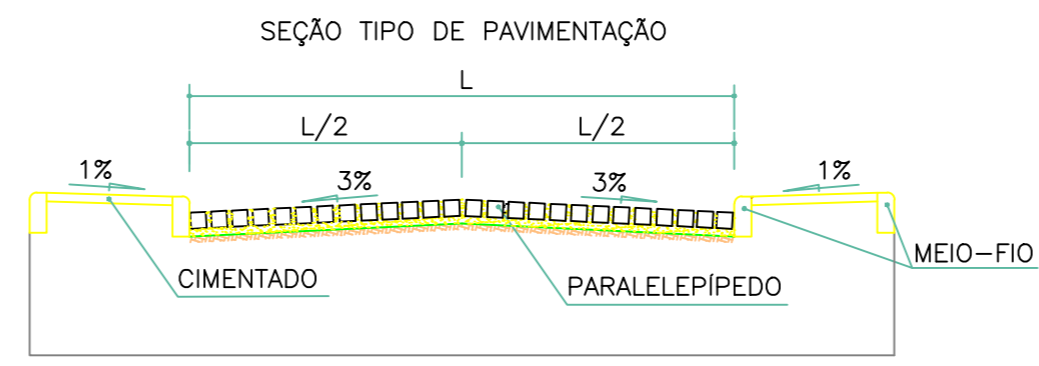 SEÇÃO TIPO DE PAVIMENTAÇÃO
L
L/2 L/2
1% 3% 3% 1%
CIMENTADO
PARALELEPÍPEDO
MEIO-FIO